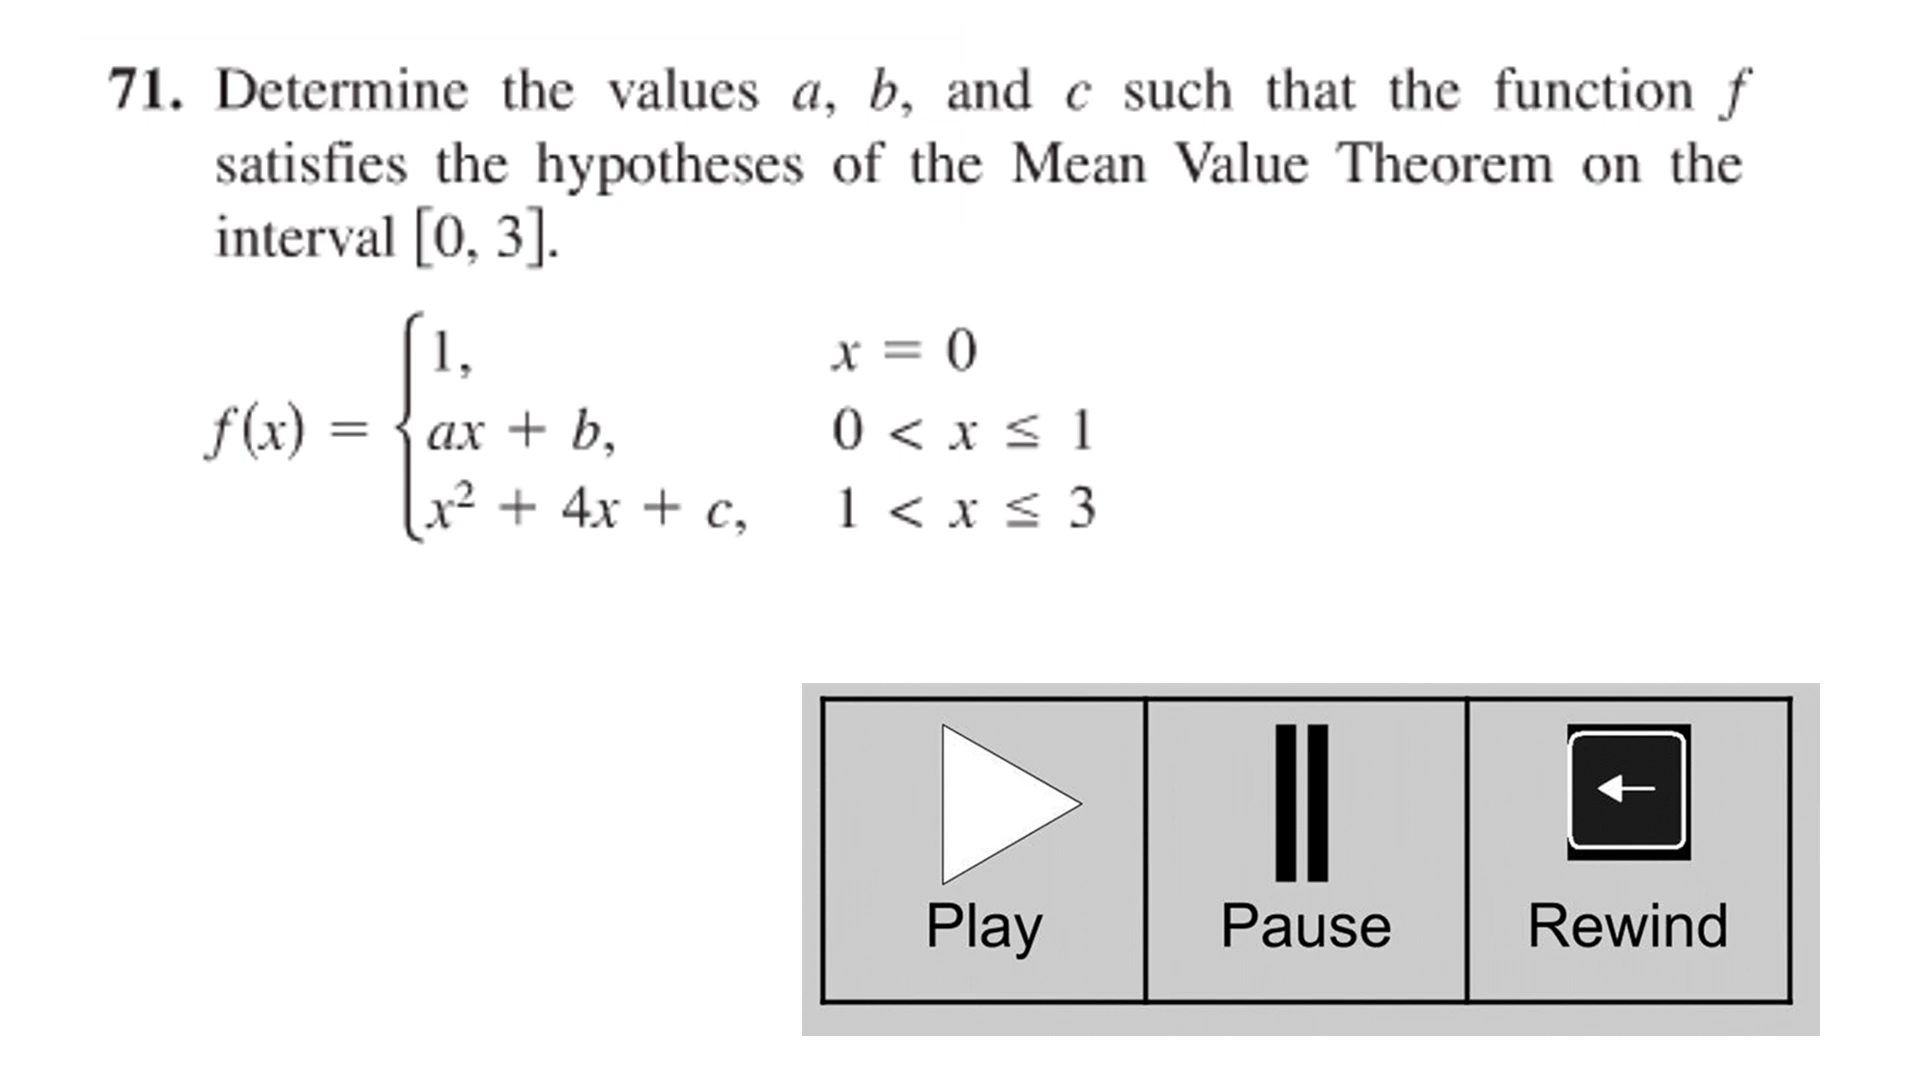 71. Determine the values a, b, and c such that the function f
satisfies the hypotheses of the Mean Value Theorem on the
interval [0, 3].
f(x) = { 1, x = 0
ax + b, 0 < x ≤ 1
x² + 4x + c, 1 < x ≤ 3
Play Pause Rewind